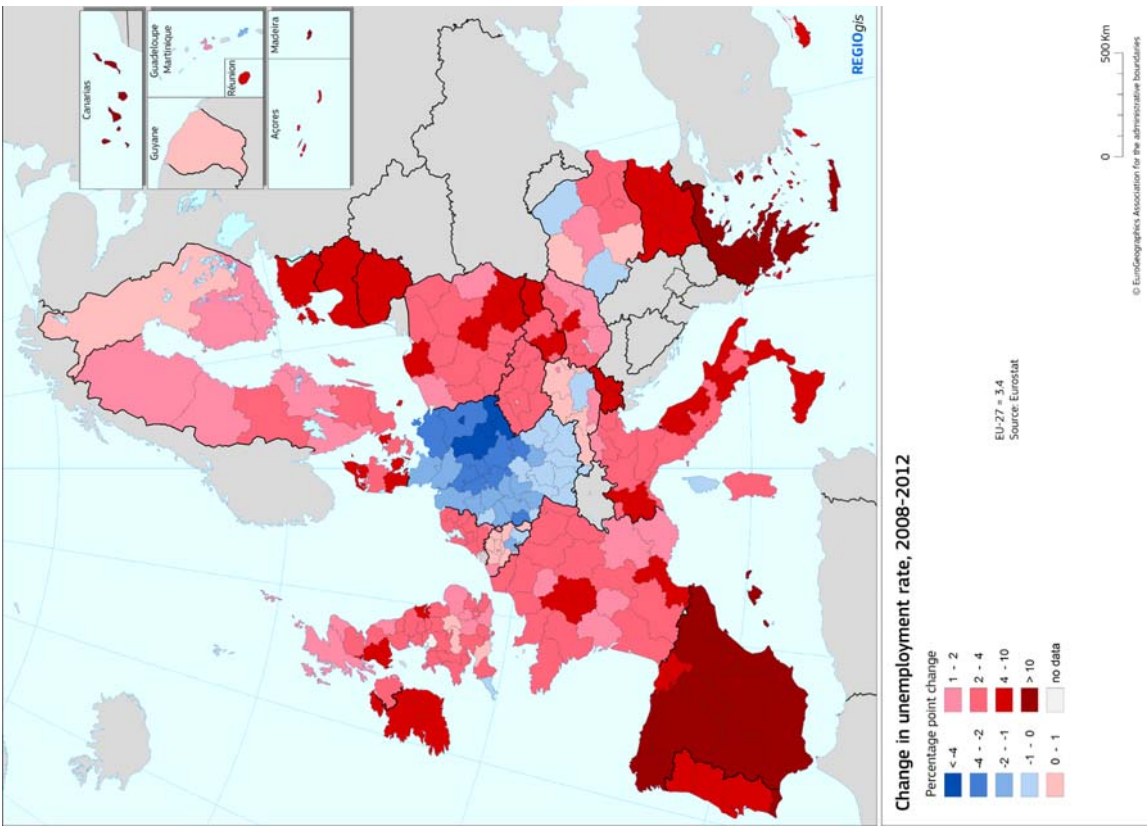 Canarias
Guyane
Guadeloupe
Martinique
Réunion
Açores
Madeira
REGIOgis
Change in unemployment rate, 2008-2012
Percentage point change
< -4
-4 - -2
-2 - -1
-1 - 0
0 - 1
1 - 2
2 - 4
4 - 10
> 10
no data
EU-27 = 3.4
Source: Eurostat
0 500 Km
© EuroGeographics Association for the administrative boundaries